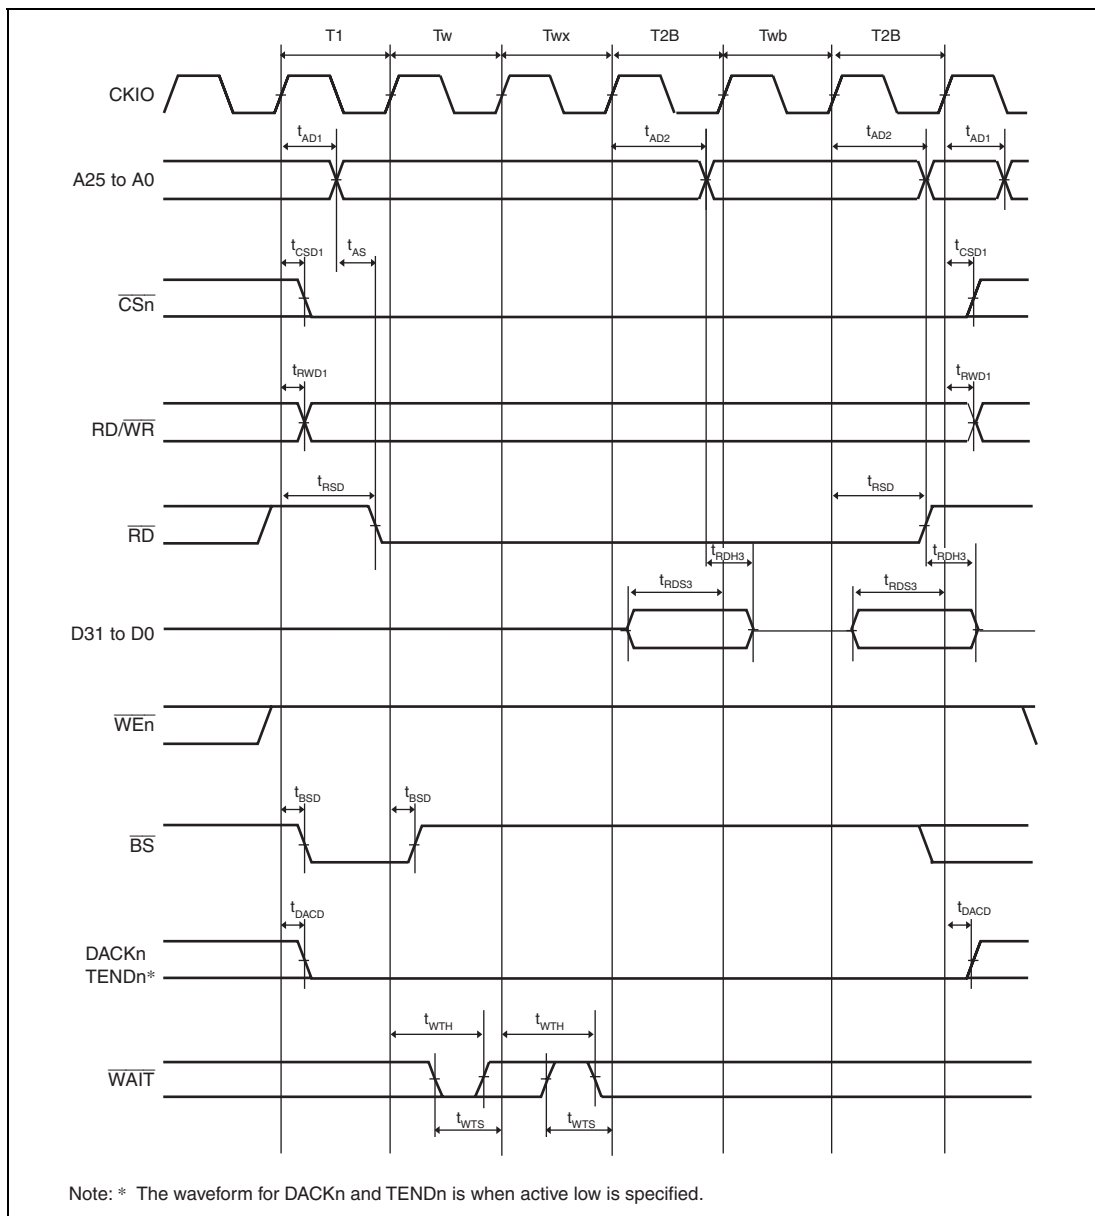 T1 Tw Twx T2B Twb T2B
CKIO
tAD1 tAD2 tAD2 tAD1
A25 to A0
tCSD1 tAS tCSD1
CSn
tRWD1 tRWD1
RD/WR
tRSD tRSD
RD
tRDH3 tRDH3
tRDS3 tRDS3
D31 to D0
WEn
tBSD tBSD
BS
tDACD tDACD
DACKn
TENDn*
tWTH tWTH
WAIT
tWTS tWTS
Note: * The waveform for DACKn and TENDn is when active low is specified.